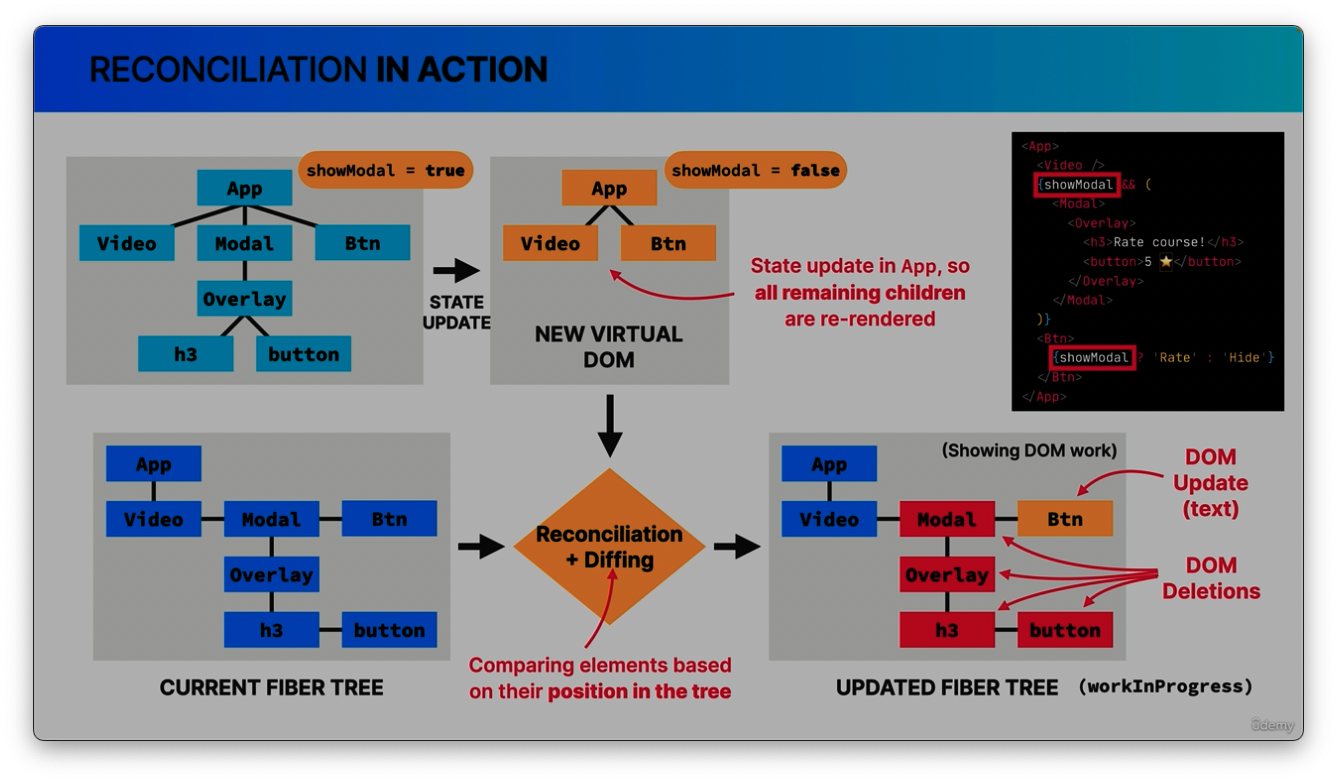 RECONCILIATION IN ACTION
showModal = true
App
Video
Modal
Btn
Overlay
h3
button
STATE
UPDATE
showModal = false
App
Video
Btn
NEW VIRTUAL
DOM
State update in App, so
all remaining children
are re-rendered
<App>
<Video />
{showModal && (
<Modal>
<Overlay>
<h3>Rate course!</h3>
<button>5 ⭐</button>
</Overlay>
</Modal>
)}
<Btn>
{showModal ? 'Rate' : 'Hide'}
</Btn>
</App>
App
Video
Modal
Btn
Overlay
h3
button
CURRENT FIBER TREE
Reconciliation
+ Diffing
Comparing elements based
on their position in the tree
(Showing DOM work)
App
Video
Modal
Btn
Overlay
h3
button
DOM
Update
(text)
DOM
Deletions
UPDATED FIBER TREE (workInProgress)
ûdemy